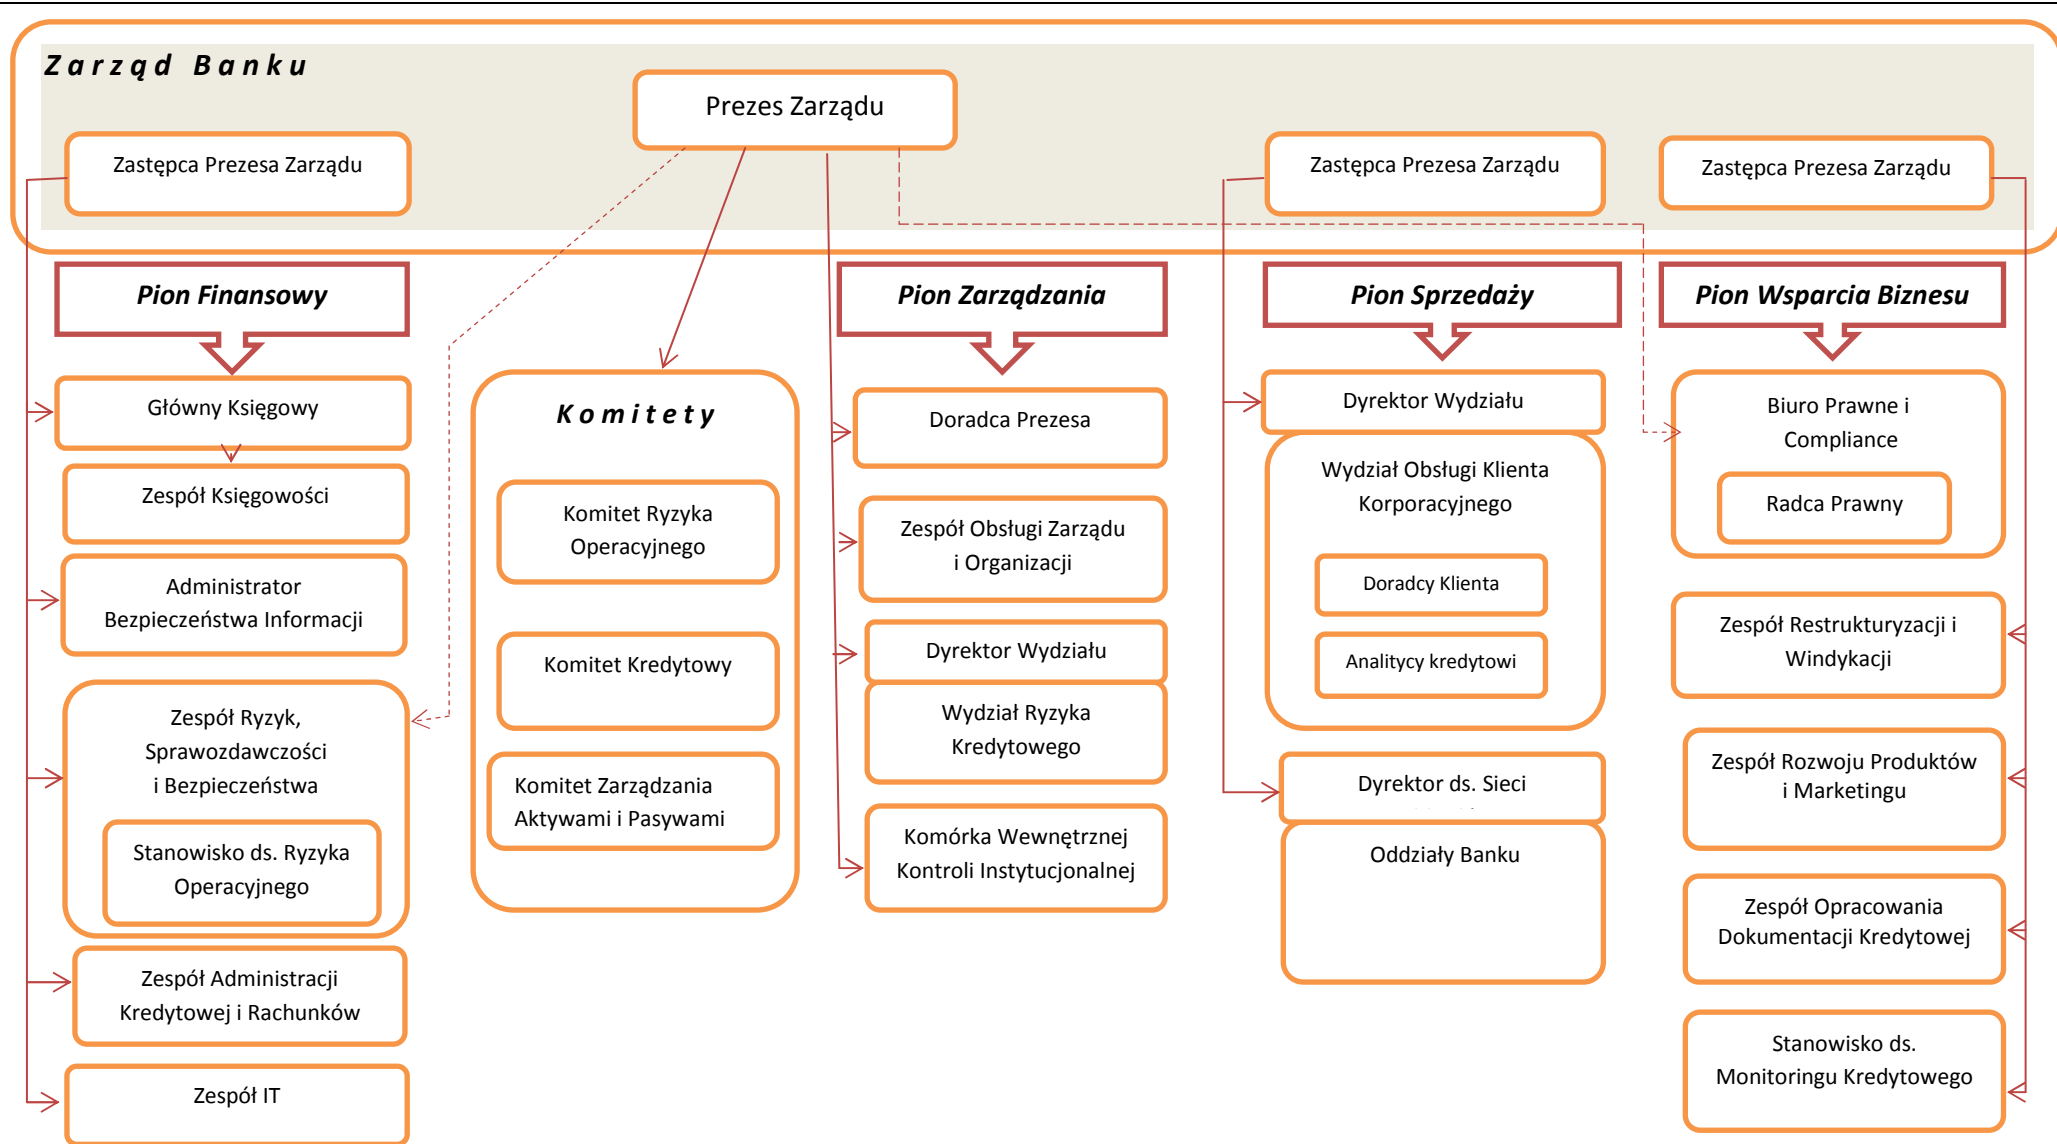 Zarząd Banku
Prezes Zarządu
Zastępca Prezesa Zarządu
Zastępca Prezesa Zarządu
Zastępca Prezesa Zarządu
Pion Finansowy
Główny Księgowy
Zespół Księgowości
Administrator
Bezpieczeństwa Informacji
Zespół Ryzyk,
Sprawozdawczości
i Bezpieczeństwa
Stanowisko ds. Ryzyka
Operacyjnego
Zespół Administracji
Kredytowej i Rachunków
Zespół IT
Komitety
Komitet Ryzyka
Operacyjnego
Komitet Kredytowy
Komitet Zarządzania
Aktywami i Pasywami
Pion Zarządzania
Doradca Prezesa
Zespół Obsługi Zarządu
i Organizacji
Dyrektor Wydziału
Wydział Ryzyka
Kredytowego
Komórka Wewnętrznej
Kontroli Instytucjonalnej
Pion Sprzedaży
Dyrektor Wydziału
Wydział Obsługi Klienta
Korporacyjnego
Doradcy Klienta
Analitycy kredytowi
Dyrektor ds. Sieci
Oddziały Banku
Pion Wsparcia Biznesu
Biuro Prawne i
Compliance
Radca Prawny
Zespół Restrukturyzacji i
Windykacji
Zespół Rozwoju Produktów
i Marketingu
Zespół Opracowania
Dokumentacji Kredytowej
Stanowisko ds.
Monitoringu Kredytowego